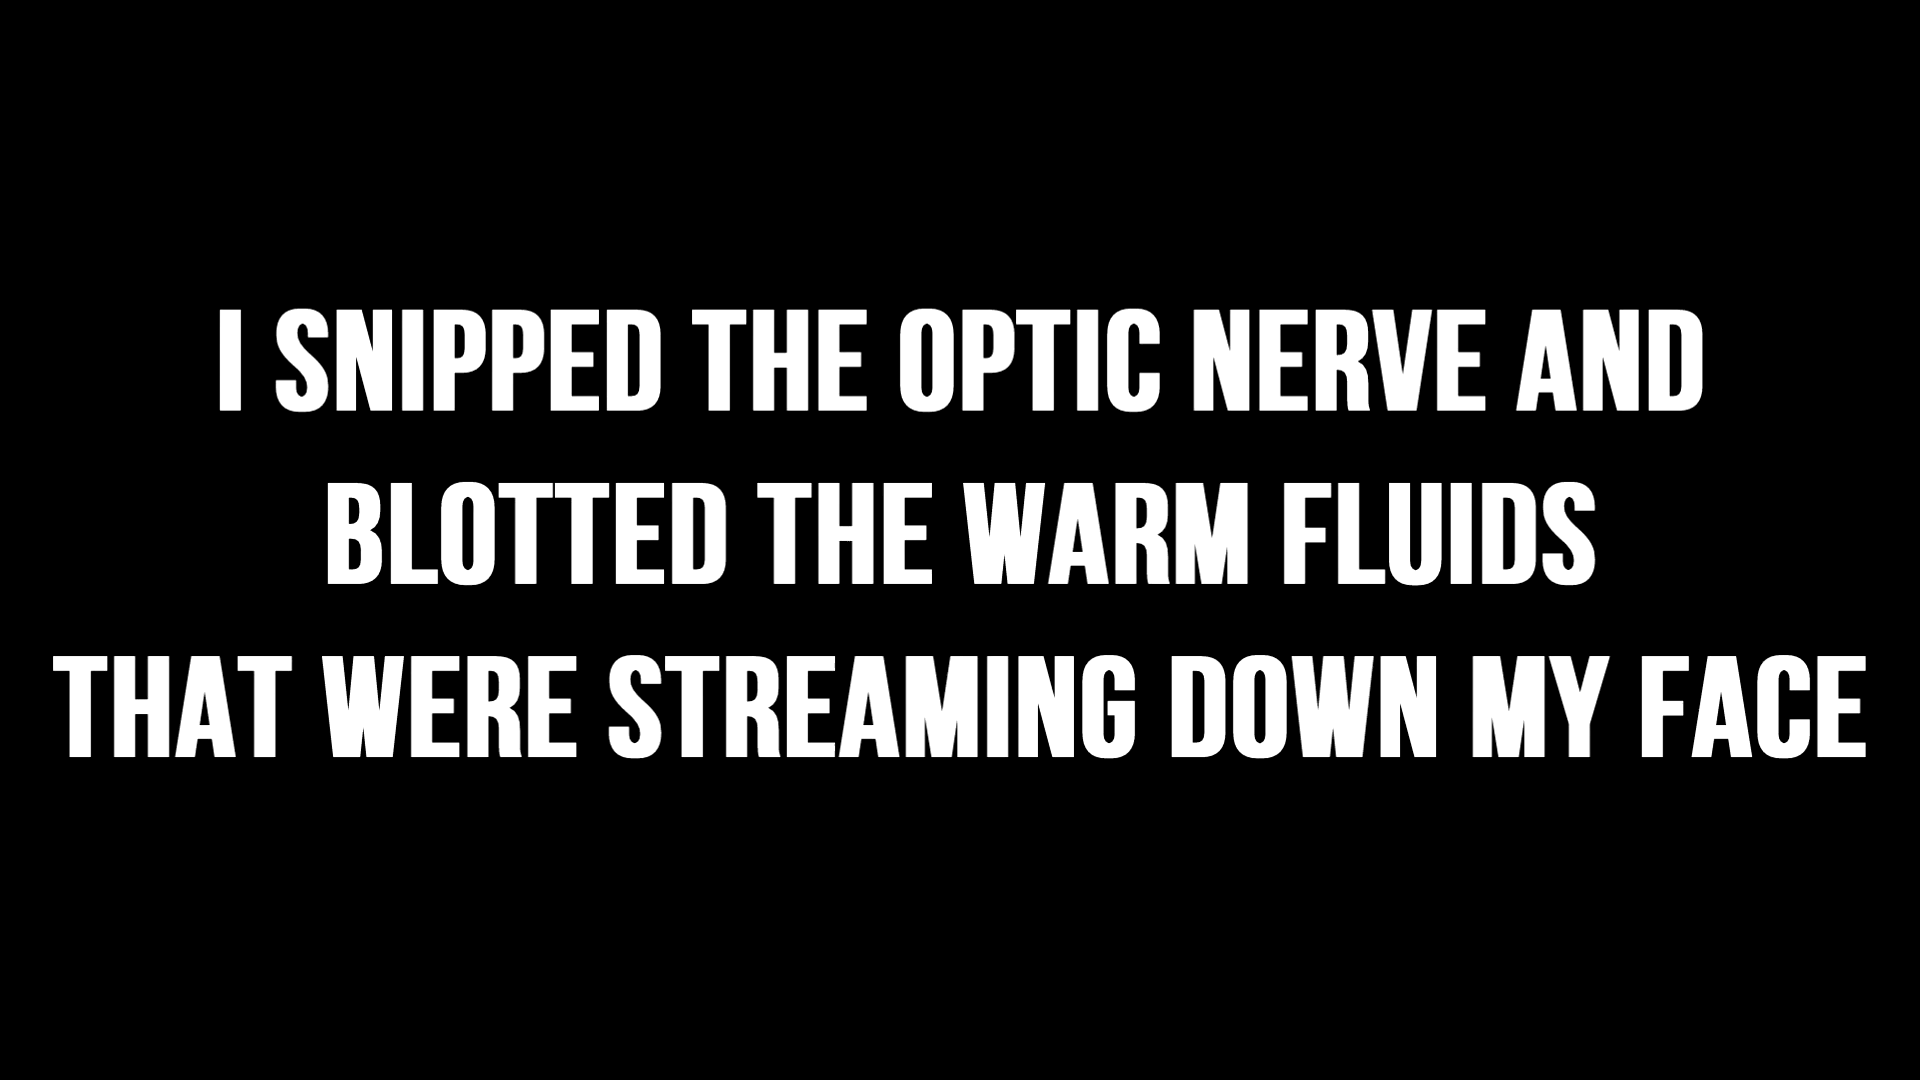 I SNIPPED THE OPTIC NERVE AND
BLOTTED THE WARM FLUIDS
THAT WERE STREAMING DOWN MY FACE